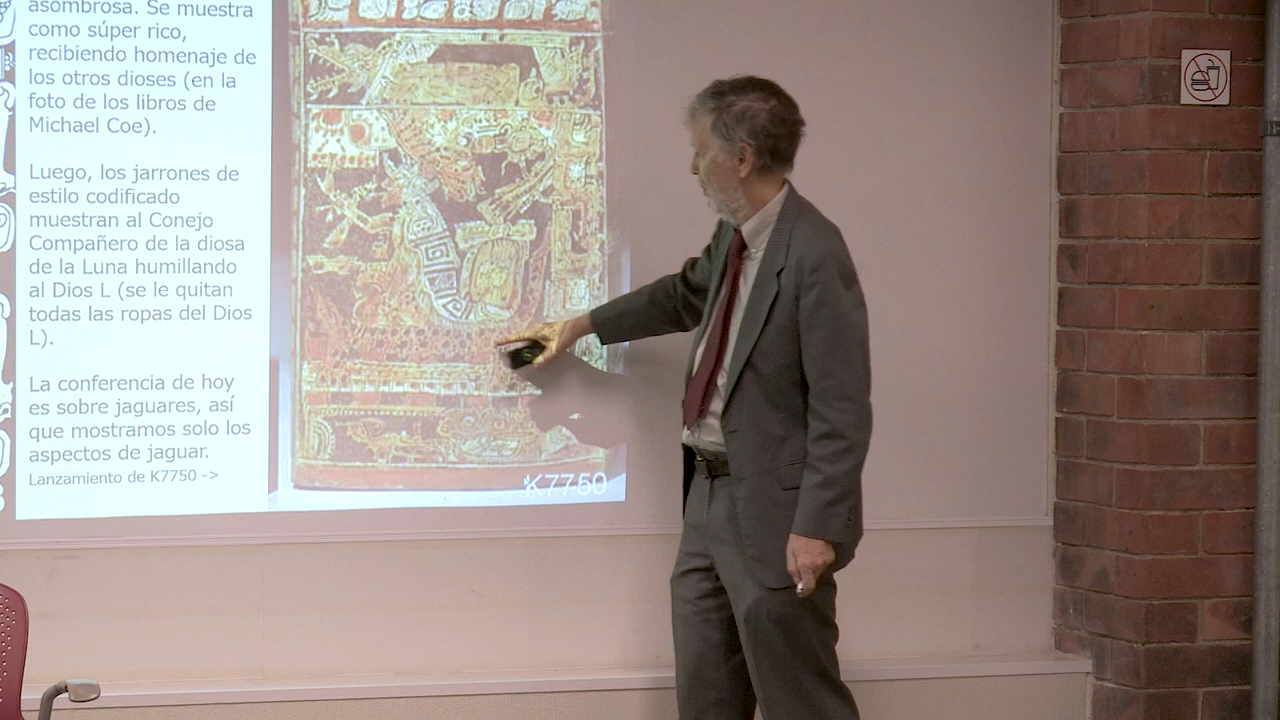 asombrosa. Se muestra
como súper rico,
recibiendo homenaje de
los otros dioses (en la
foto de los libros de
Michael Coe).
Luego, los jarrones de
estilo codificado
muestran al Conejo
Compañero de la diosa
de la Luna humillando
al Dios L (se le quitan
todas las ropas del Dios
L).
La conferencia de hoy
es sobre jaguares, así
que mostramos solo los
aspectos de jaguar.
Lanzamiento de K7750 ->
K7750